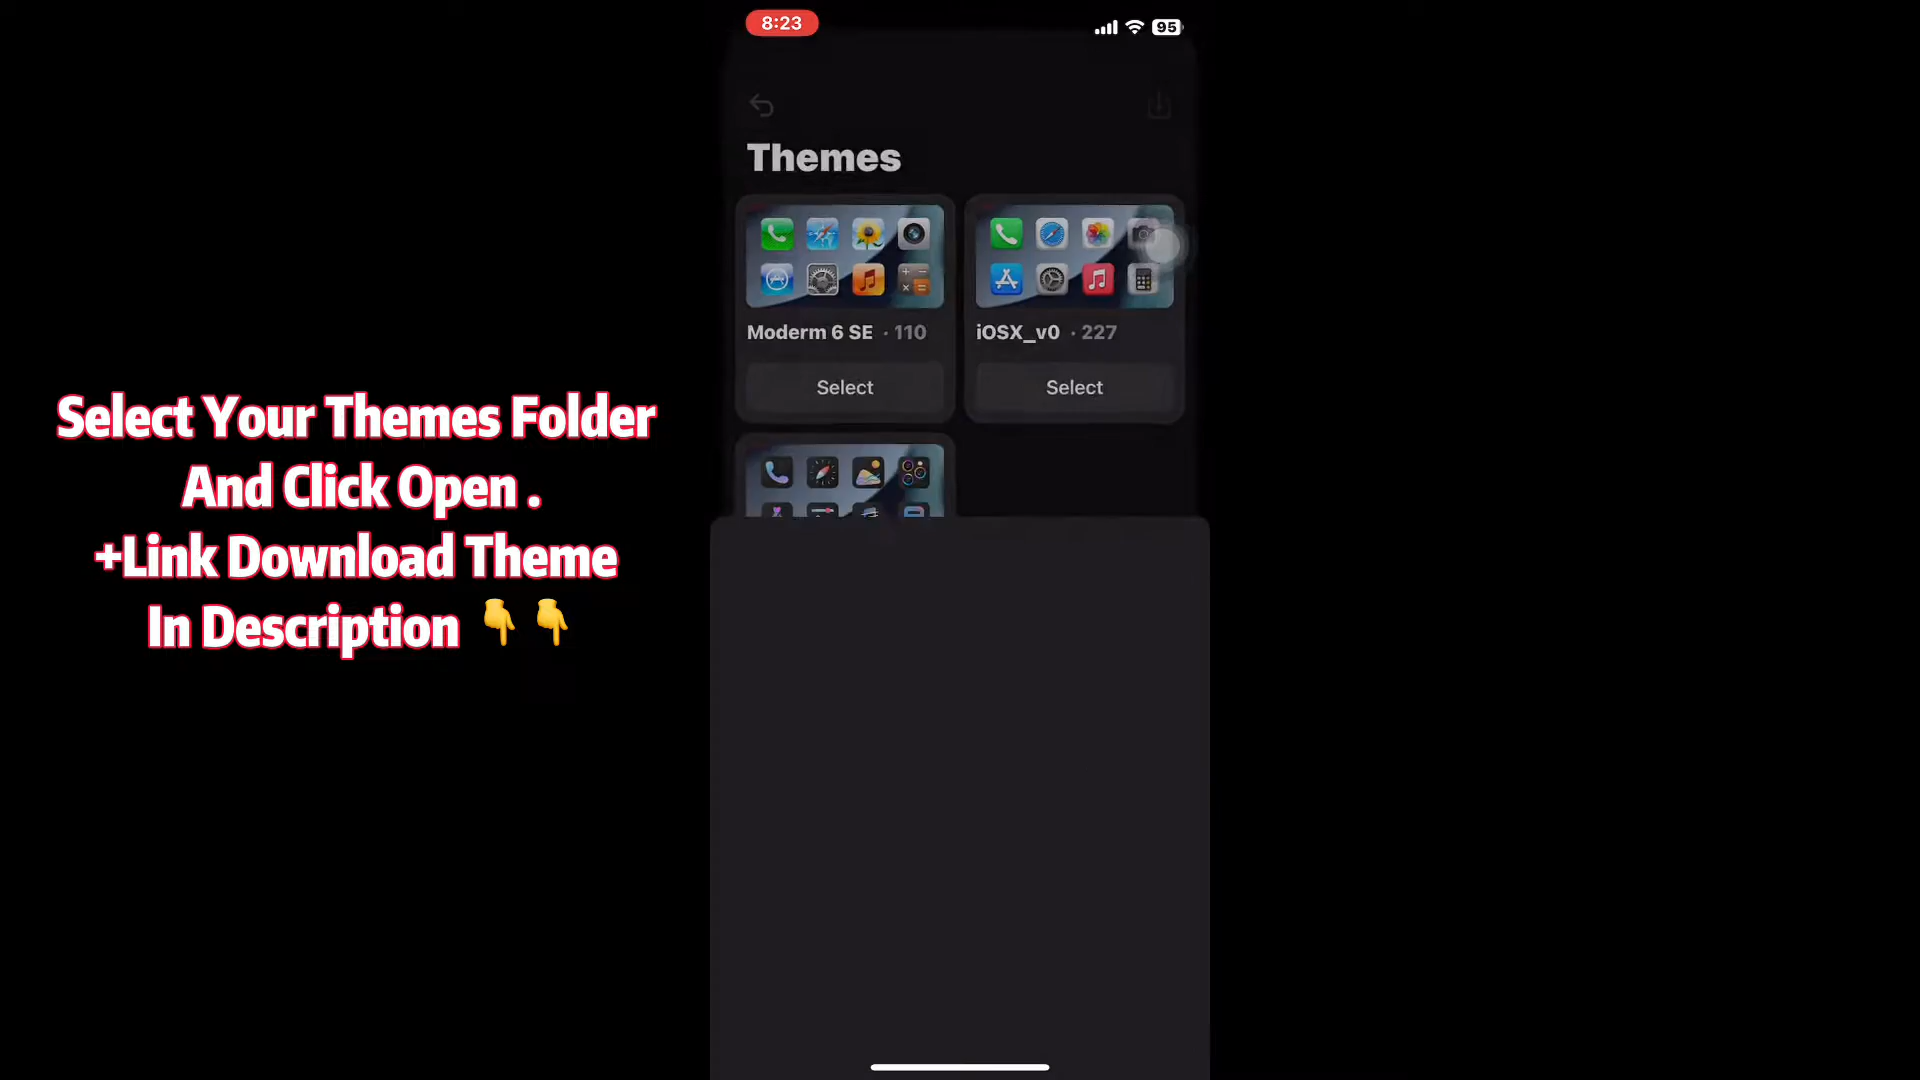 8:23
95
Themes
Moderm 6 SE · 110
iOSX_v0 · 227
Select
Select
Select Your Themes Folder
And Click Open .
+Link Download Theme
In Description 👇👇